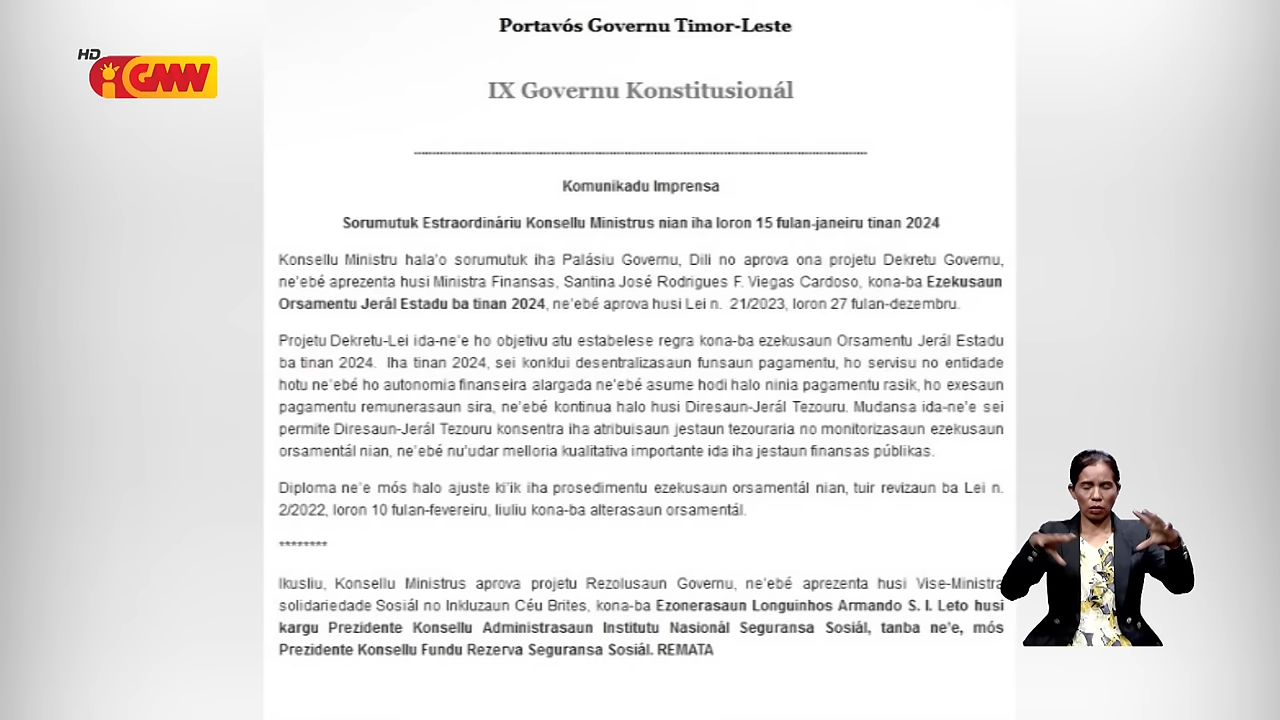 HD
GMN
Portavós Governu Timor-Leste
IX Governu Konstitusionál
Komunikadu Imprensa
Sorumutuk Estraordináriu Konsellu Ministrus nian iha loron 15 fulan-janeiru tinan 2024
Konsellu Ministru hala'o sorumutuk iha Palásiu Governu, Dili no aprova ona projetu Dekretu Governu,
ne'ebé aprezenta husi Ministra Finansas, Santina José Rodrigues F. Viegas Cardoso, kona-ba Ezekusaun
Orsamentu Jerál Estadu ba tinan 2024, ne'ebé aprova husi Lei n. 21/2023, loron 27 fulan-dezembru.
Projetu Dekretu-Lei ida-ne'e ho objetivu atu estabelese regra kona-ba ezekusaun Orsamentu Jerál Estadu
ba tinan 2024. Iha tinan 2024, sei konklui desentralizasaun funsaun pagamentu, ho servisu no entidade
hotu ne'ebé ho autonomia finanseira alargada ne'ebé asume hodi halo ninia pagamentu rasik, ho exesaun
pagamentu remunerasaun sira, ne'ebé kontinua halo husi Diresaun-Jerál Tezouru. Mudansa ida-ne'e sei
permite Diresaun-Jerál Tezouru konsentra iha atribuisaun jestaun tezouraria no monitorizasaun ezekusaun
orsamentál nian, ne'ebé nu'udar melloria kualitativa importante ida iha jestaun finansas públikas.
Diploma ne'e mós halo ajuste ki'ik iha prosedimentu ezekusaun orsamentál nian, tuir revizaun ba Lei n.
2/2022, loron 10 fulan-fevereiru, liuliu kona-ba alterasaun orsamentál.
********
Ikusliu, Konsellu Ministrus aprova projetu Rezolusaun Governu, ne'ebé aprezenta husi Vise-Ministra
solidariedade Sosiál no Inkluzaun Céu Brites, kona-ba Ezonerasaun Longuinhos Armando S. I. Leto husi
kargu Prezidente Konsellu Administrasaun Institutu Nasionál Seguransa Sosiál, tanba ne'e, mós
Prezidente Konsellu Fundu Rezerva Seguransa Sosiál. REMATA